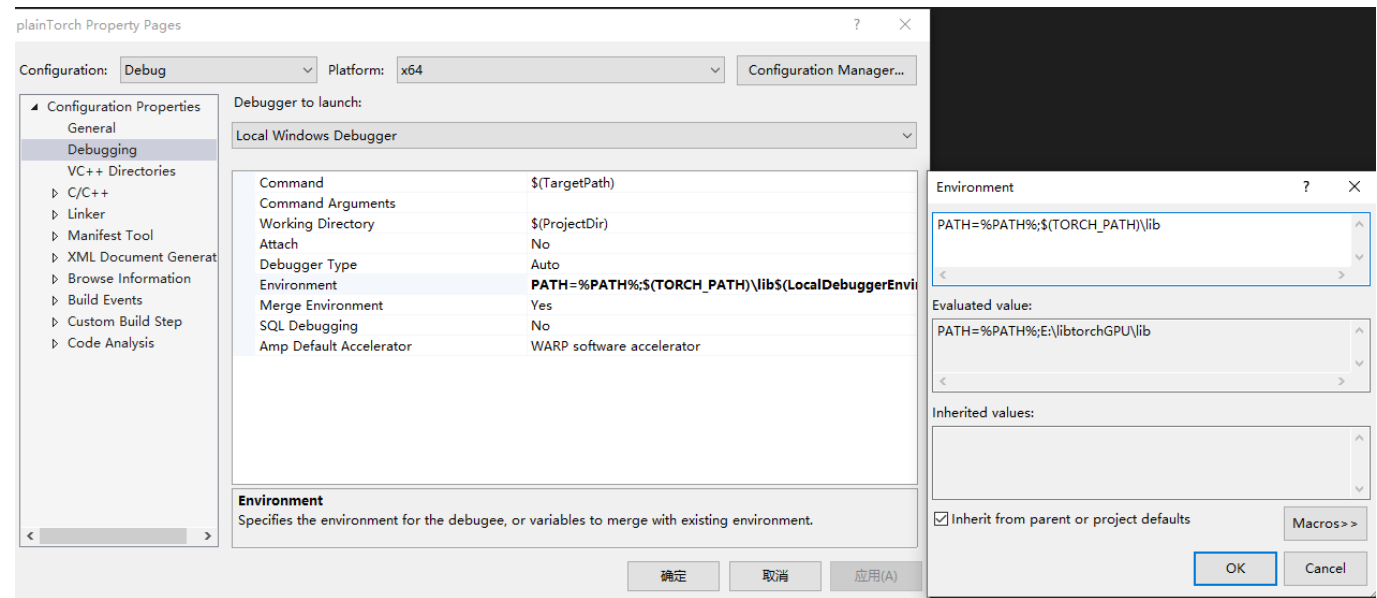 plainTorch Property Pages
Configuration: Debug Platform: x64 Configuration Manager...
Configuration Properties
General
Debugging
VC++ Directories
C/C++
Linker
Manifest Tool
XML Document Generat
Browse Information
Build Events
Custom Build Step
Code Analysis
Debugger to launch:
Local Windows Debugger
Command $(TargetPath)
Command Arguments
Working Directory $(ProjectDir)
Attach No
Debugger Type Auto
Environment PATH=%PATH%;$(TORCH_PATH)\lib$(LocalDebuggerEnvi
Merge Environment Yes
SQL Debugging No
Amp Default Accelerator WARP software accelerator
Environment
Specifies the environment for the debugee, or variables to merge with existing environment.
确定 取消 应用(A)
Environment
PATH=%PATH%;$(TORCH_PATH)\lib
Evaluated value:
PATH=%PATH%;E:\libtorchGPU\lib
Inherited values:
Inherit from parent or project defaults
Macros>>
OK Cancel